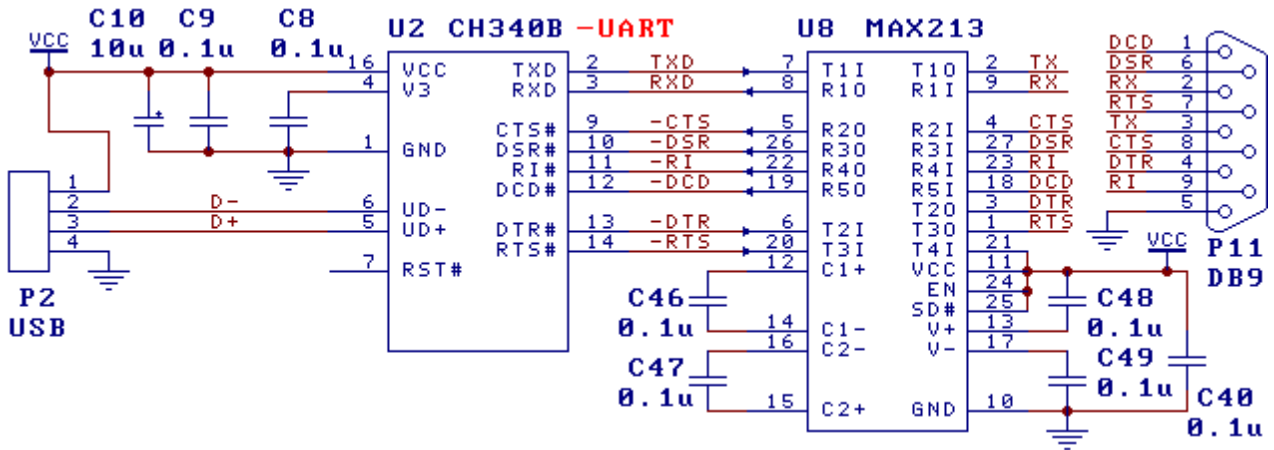 C10 C9 C8
10u 0.1u 0.1u
VCC
U2 CH340B -UART
U8 MAX213
16 VCC TXD 2 TXD 7 T1I T1O 2 TX
4 V3 RXD 3 RXD 8 R1O R1I 9 RX
CTS# 9 -CTS 5 R2O R2I 4 CTS
1 GND DSR# 10 -DSR 26 R3O R3I 27 DSR
RI# 11 -RI 22 R4O R4I 23 RI
DCD# 12 -DCD 19 R5O R5I 18 DCD
T2O 3 DTR
D- 6 UD-
D+ 5 UD+
DTR# 13 -DTR 6 T2I T3O 1 RTS
RTS# 14 -RTS 20 T3I T4I 21
7 RST#
12 C1+ VCC 11
EN 24
SD# 25
14 C1- V+ 13
16 C2- V- 17
15 C2+ GND 10
1
2
3
4
P2
USB
C46
0.1u
C47
0.1u
VCC
C48
0.1u
C49
0.1u
C40
0.1u
DCD 1
DSR 6
RX 2
RTS 7
TX 3
CTS 8
DTR 4
RI 9
5
P11
DB9